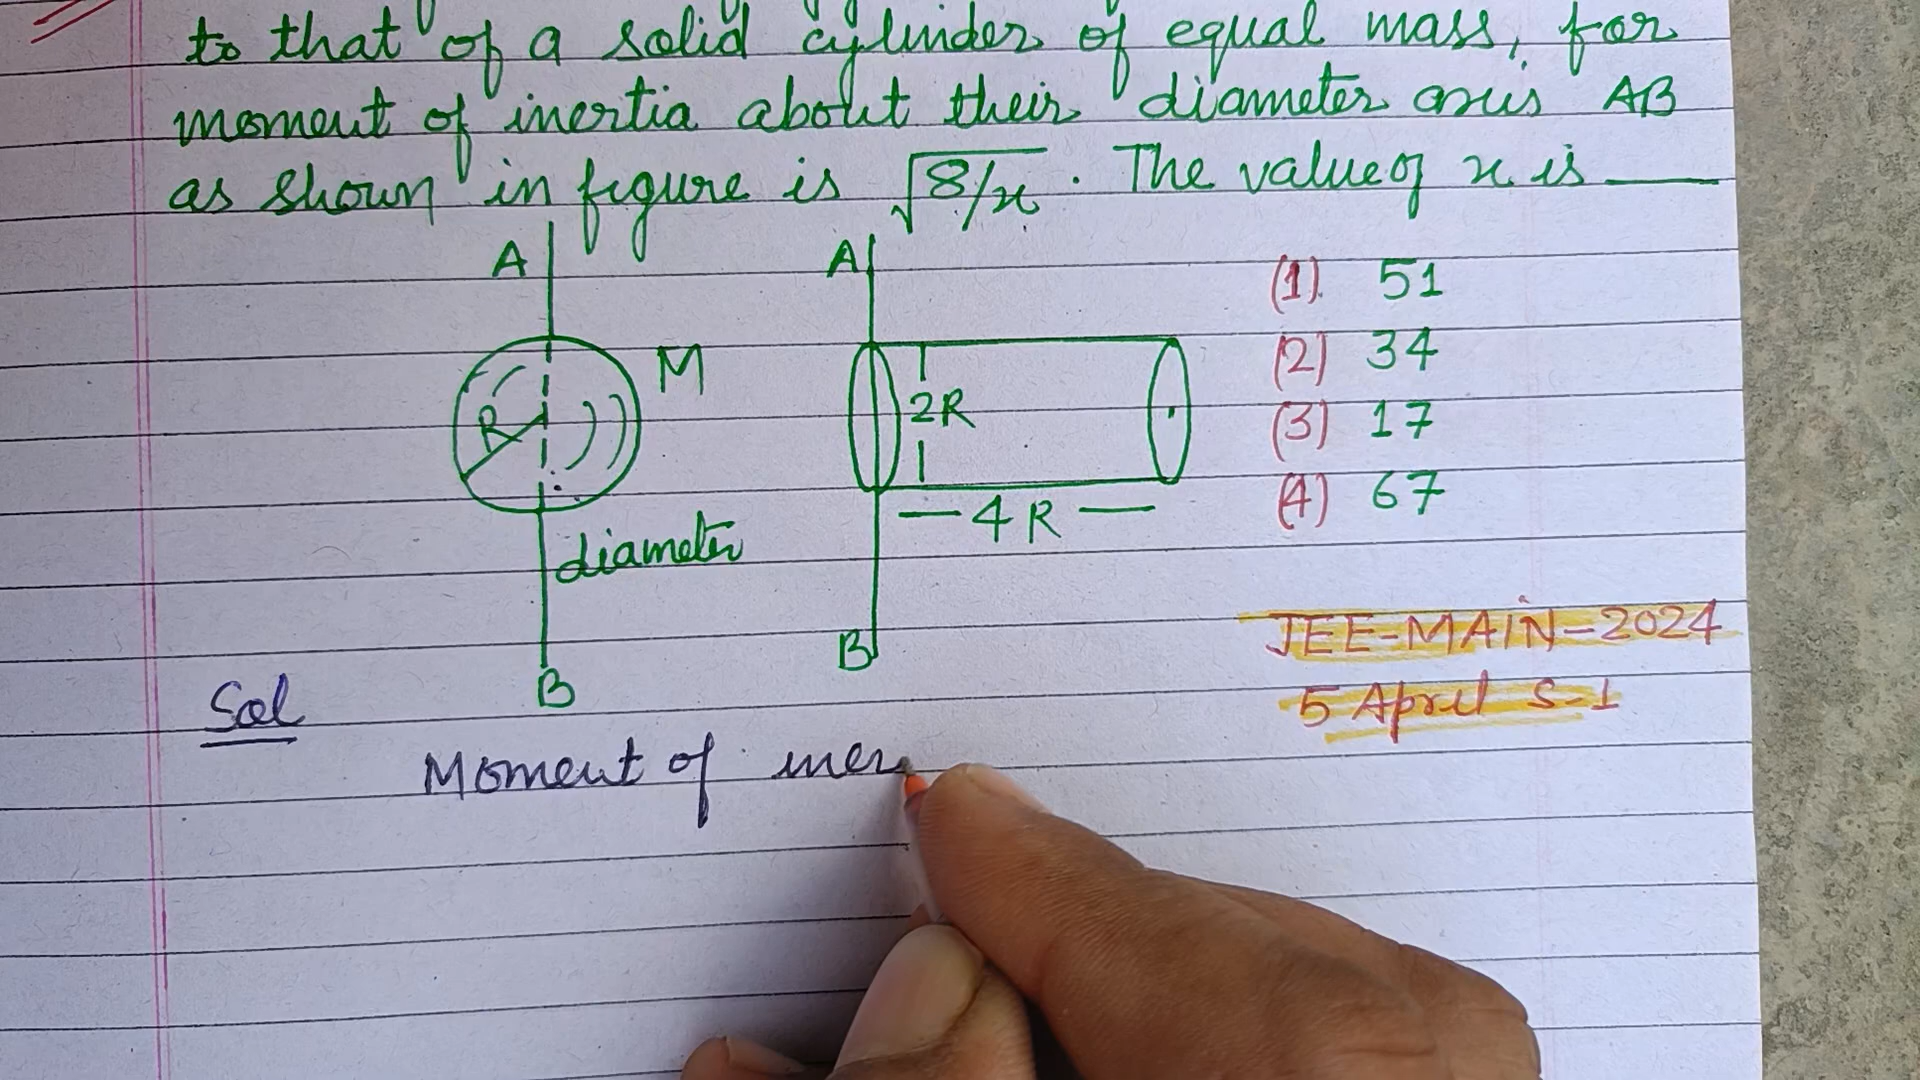 to that of a solid cylinder of equal mass, for
moment of inertia about their diameter axis AB
as shown in figure is √8/x . The value of x is ___
A
A
(1) 51
M
(2) 34
R
2R
(3) 17
(4) 67
— 4R —
diameter
B
B
JEE-MAIN-2024
5 April S-1
Sol
Moment of iner